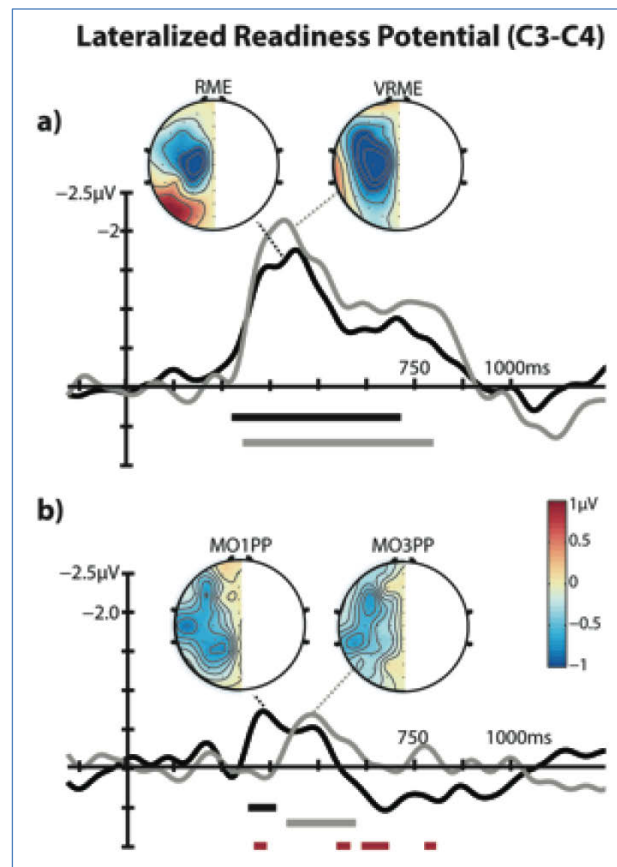 Lateralized Readiness Potential (C3-C4)
RME VRME
a)
−2.5µV
−2
750 1000ms
b)
MO1PP MO3PP
1µV
−2.5µV
0.5
−2.0
0
−0.5
−1
750 1000ms